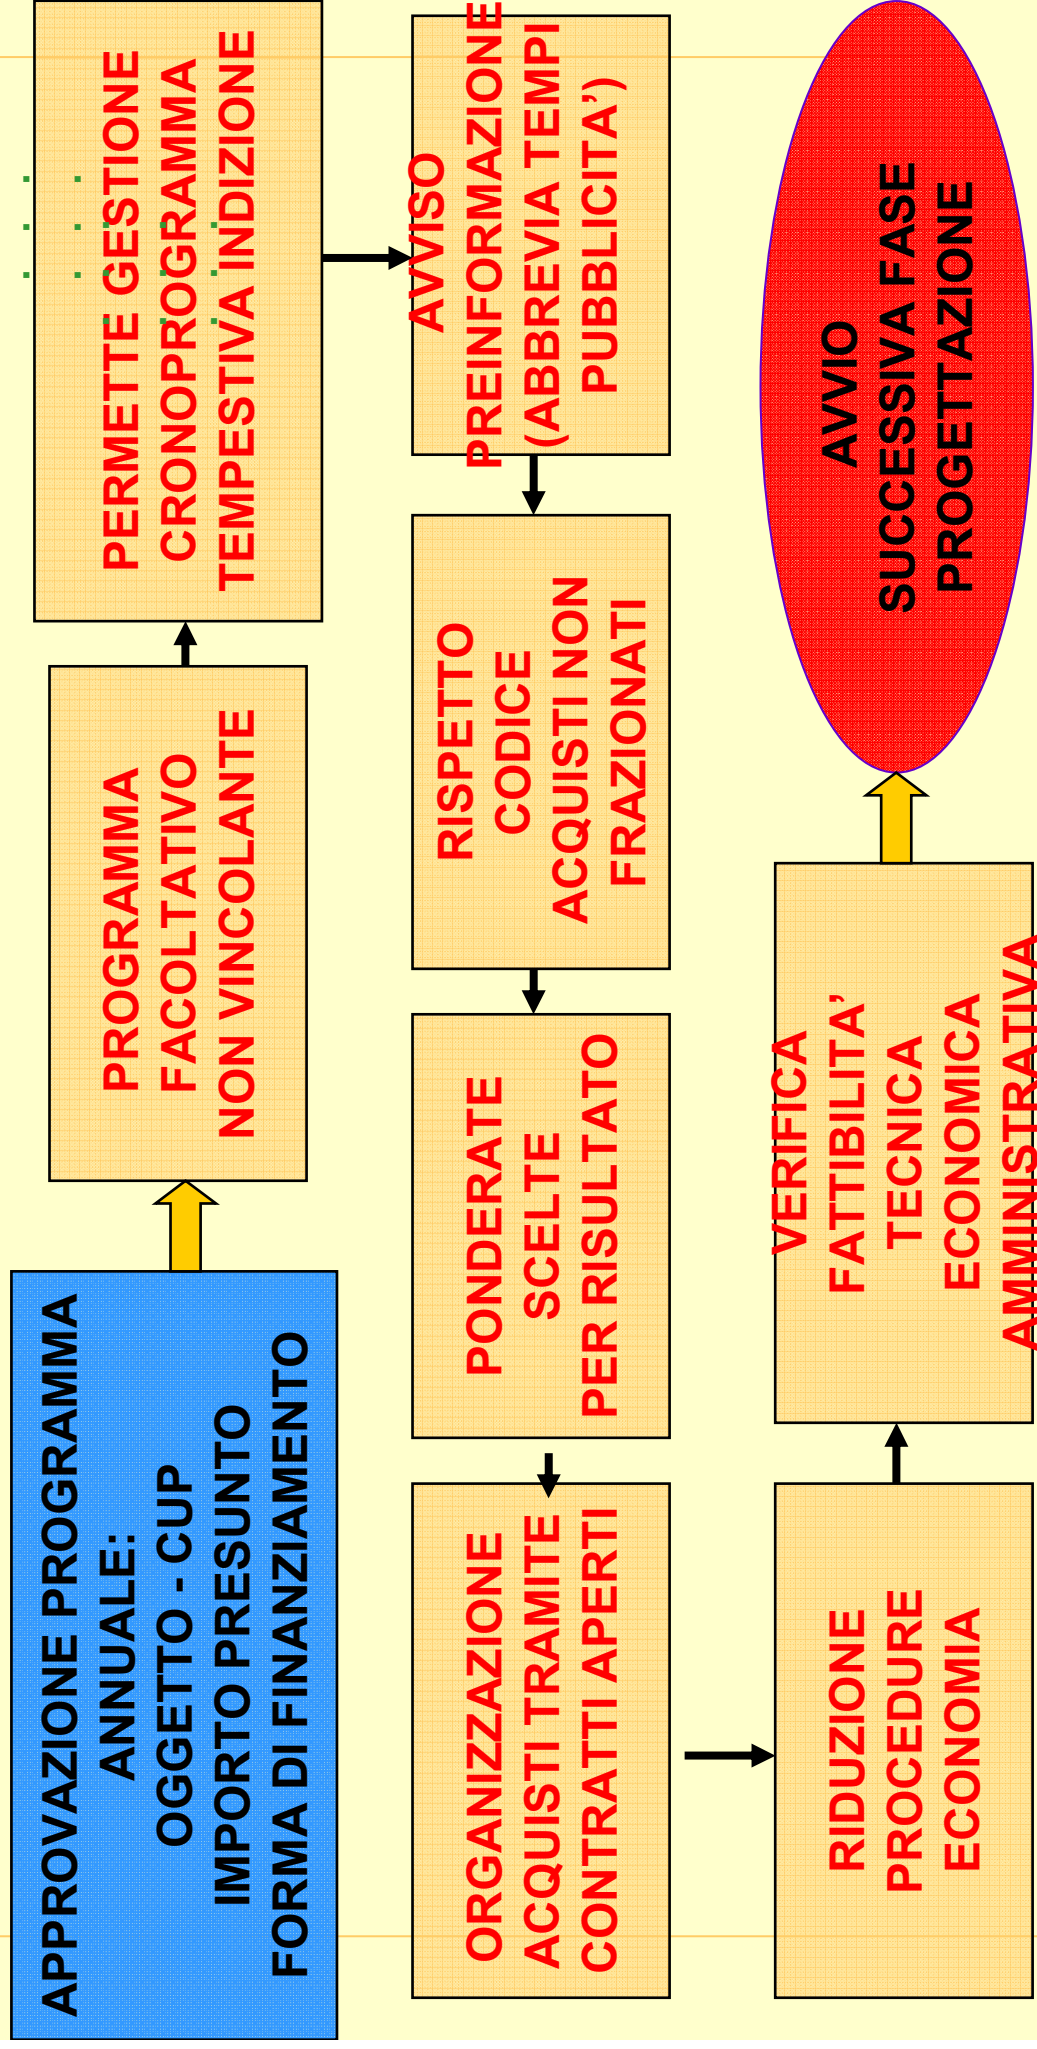 APPROVAZIONE PROGRAMMA
ANNUALE:
OGGETTO - CUP
IMPORTO PRESUNTO
FORMA DI FINANZIAMENTO
PROGRAMMA
FACOLTATIVO
NON VINCOLANTE
PERMETTE GESTIONE
CRONOPROGRAMMA
TEMPESTIVA INDIZIONE
AVVISO
PREINFORMAZIONE
(ABBREVIA TEMPI
PUBBLICITA’)
RISPETTO
CODICE
ACQUISTI NON
FRAZIONATI
PONDERATE
SCELTE
PER RISULTATO
ORGANIZZAZIONE
ACQUISTI TRAMITE
CONTRATTI APERTI
RIDUZIONE
PROCEDURE
ECONOMIA
VERIFICA
FATTIBILITA’
TECNICA
ECONOMICA
AMMINISTRATIVA
AVVIO
SUCCESSIVA FASE
PROGETTAZIONE